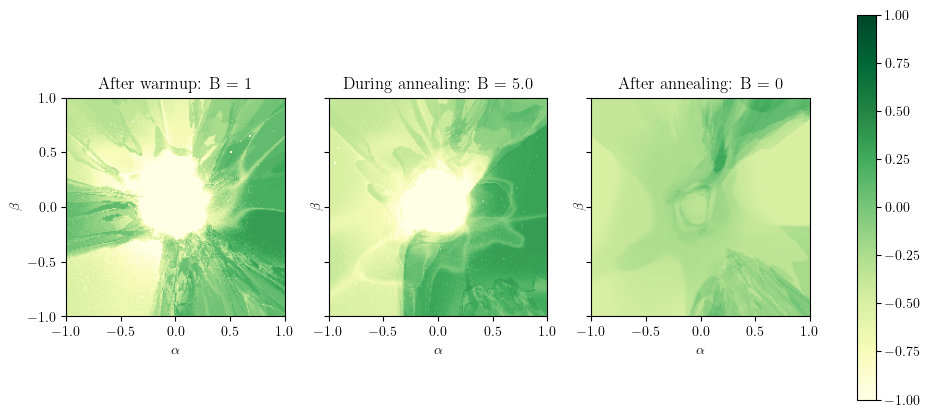 After warmup: B = 1
During annealing: B = 5.0
After annealing: B = 0
β
1.0
0.5
0.0
−0.5
−1.0
−1.0 −0.5 0.0 0.5 1.0
α
β
−1.0 −0.5 0.0 0.5 1.0
α
β
−1.0 −0.5 0.0 0.5 1.0
α
1.00
0.75
0.50
0.25
0.00
−0.25
−0.50
−0.75
−1.00